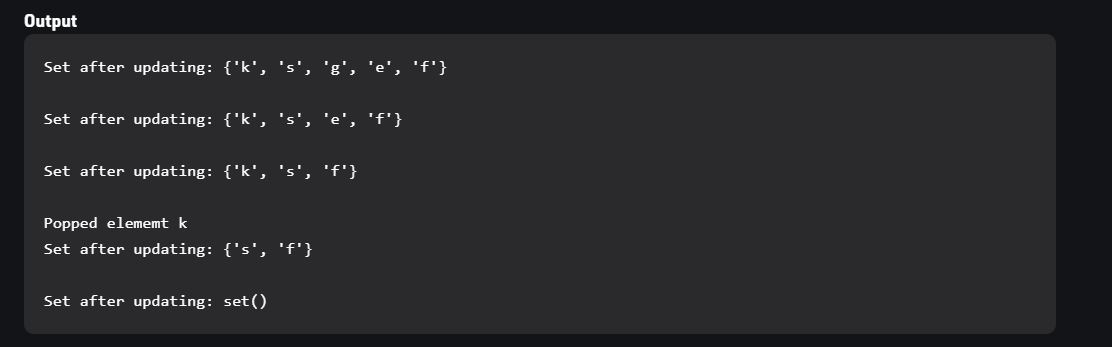 Output
Set after updating: {'k', 's', 'g', 'e', 'f'}
Set after updating: {'k', 's', 'e', 'f'}
Set after updating: {'k', 's', 'f'}
Popped elememt k
Set after updating: {'s', 'f'}
Set after updating: set()